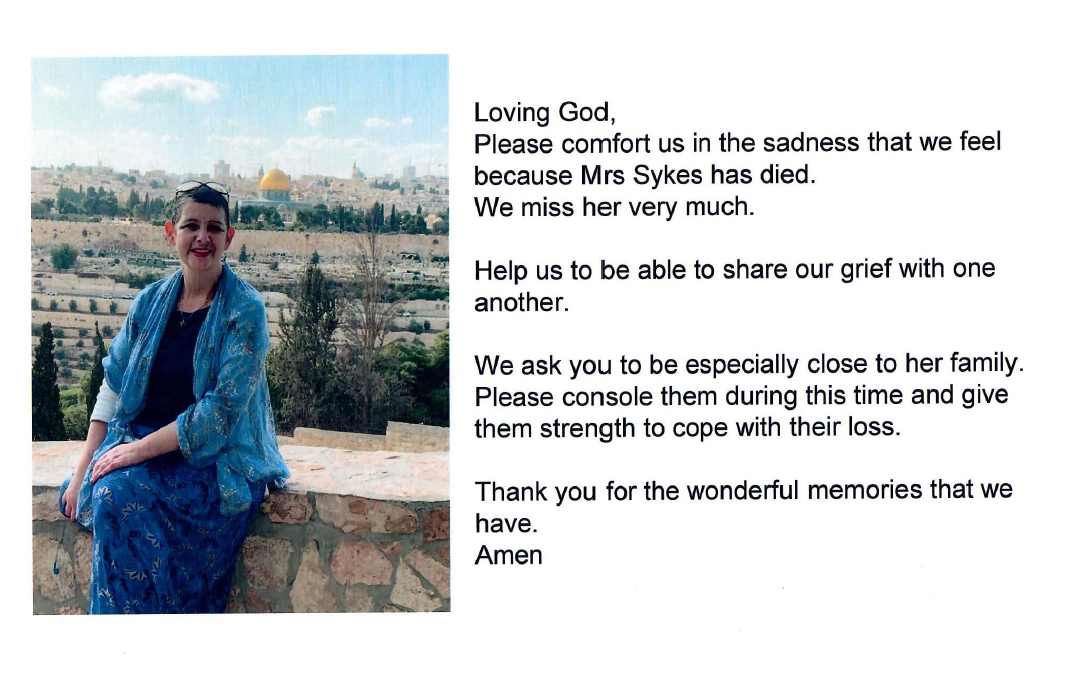 Loving God,
Please comfort us in the sadness that we feel
because Mrs Sykes has died.
We miss her very much.
Help us to be able to share our grief with one
another.
We ask you to be especially close to her family.
Please console them during this time and give
them strength to cope with their loss.
Thank you for the wonderful memories that we
have.
Amen